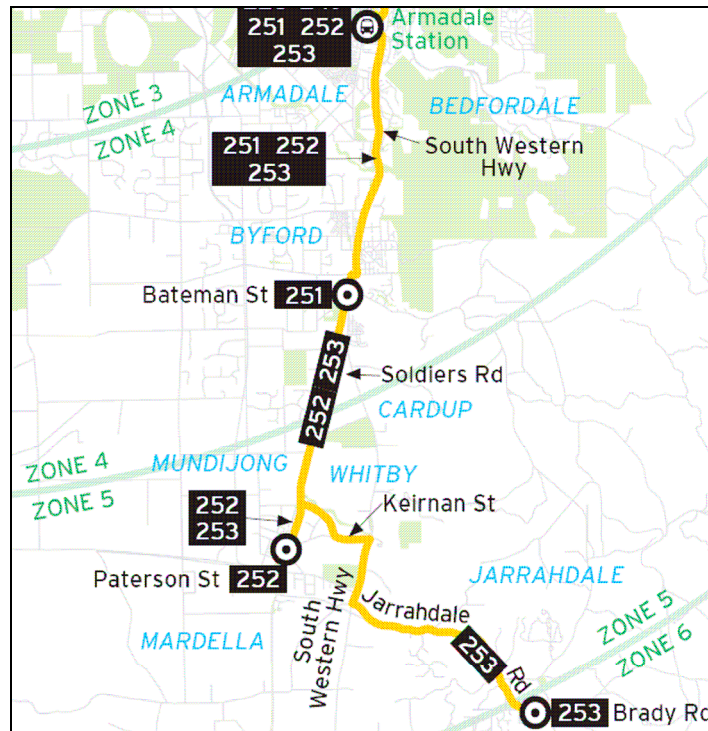 251 252
253
Armadale
Station
ZONE 3
ZONE 4
ARMADALE
BEDFORDALE
251 252
253
South Western
Hwy
BYFORD
Bateman St 251
252 253
Soldiers Rd
CARDUP
ZONE 4
ZONE 5
MUNDIJONG
WHITBY
252
253
Keirnan St
Paterson St 252
JARRAHDALE
South
Western Hwy
Jarrahdale
Rd
253
MARDELLA
ZONE 5
ZONE 6
253 Brady Rd